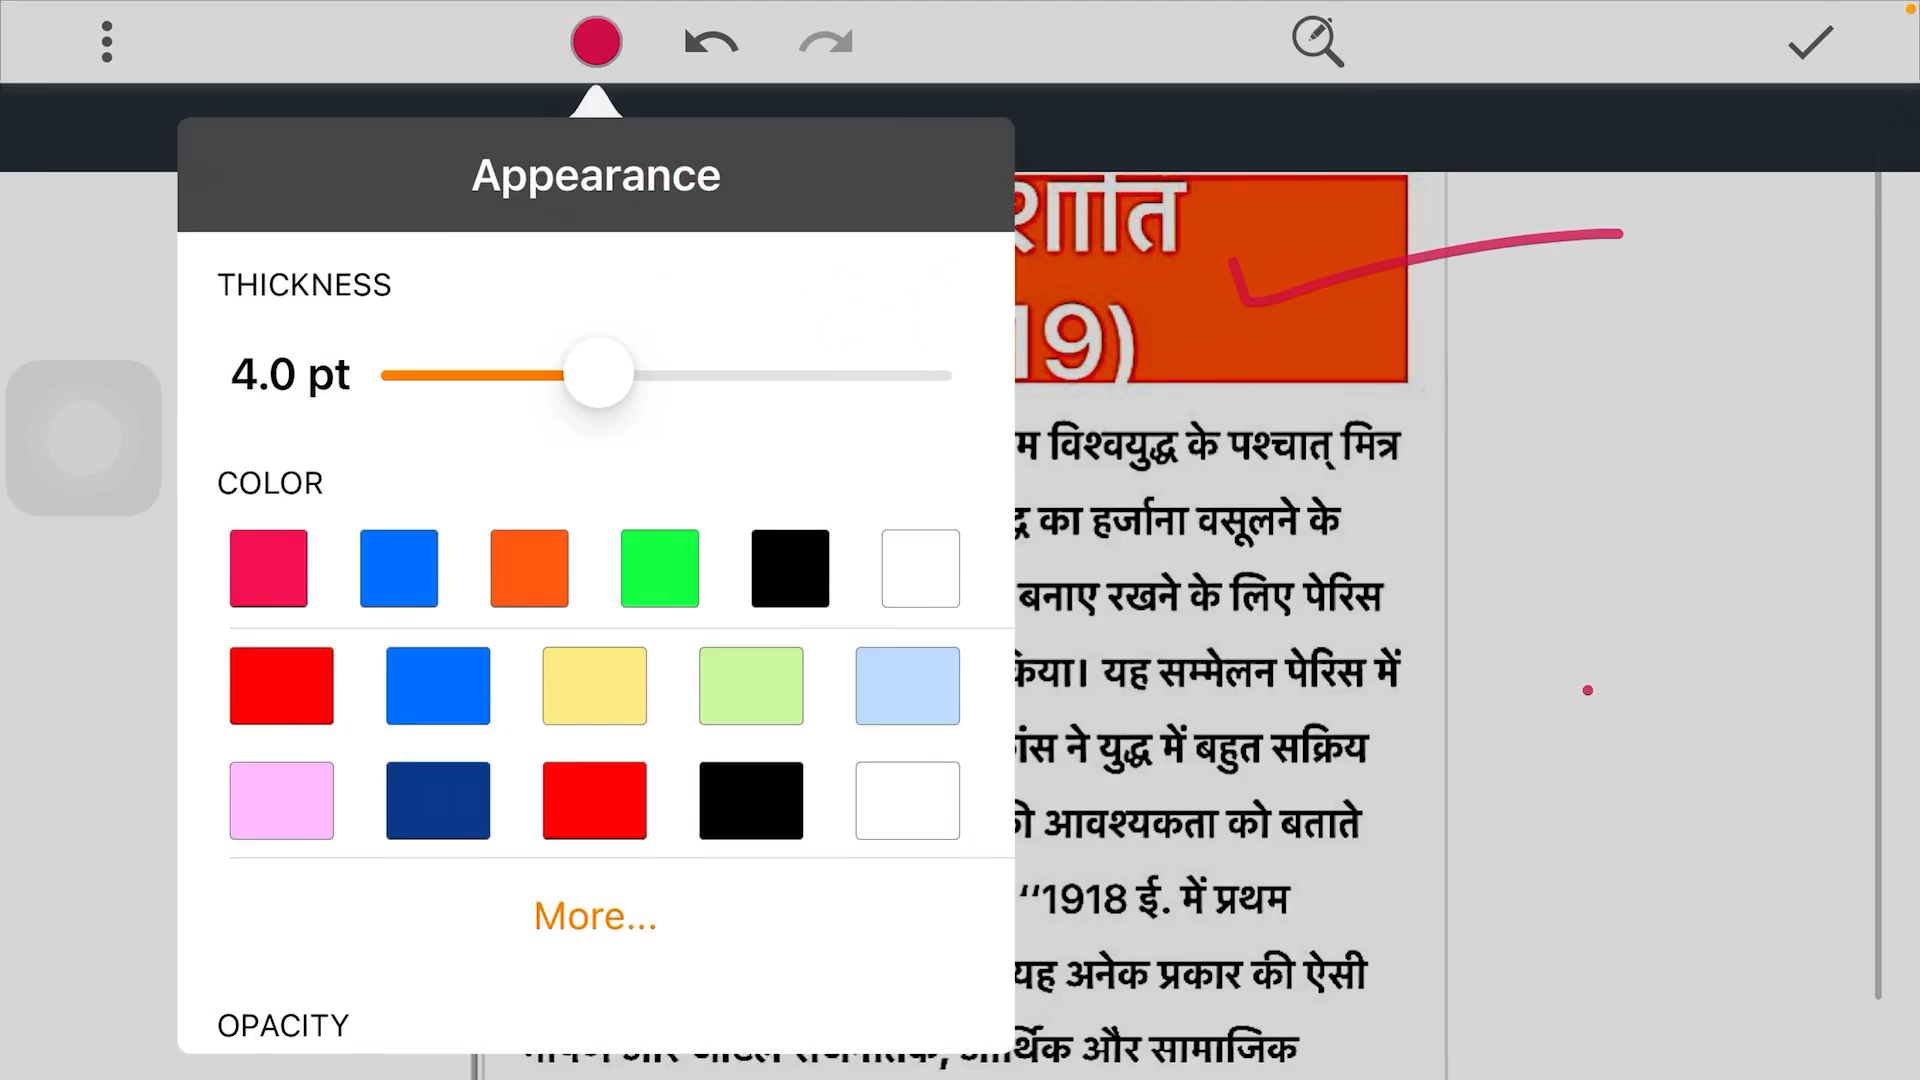 Appearance
THICKNESS
4.0 pt
COLOR
More...
OPACITY
19)
विश्वयुद्ध के पश्चात् मित्र
का हर्जाना वसूलने के
बनाए रखने के लिए पेरिस
किया। यह सम्मेलन पेरिस में
ने युद्ध में बहुत सक्रिय
की आवश्यकता को बताते
‘‘1918 ई. में प्रथम
यह अनेक प्रकार की ऐसी
और सामाजिक